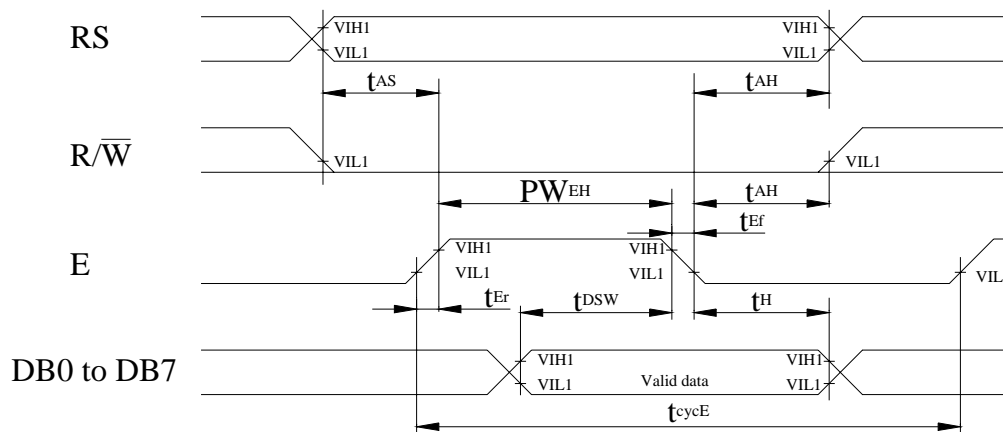 RS
VIH1
VIL1
VIH1
VIL1
tAS
tAH
R/W̅
VIL1
VIL1
PWEH
tAH
tEf
E
VIH1
VIL1
VIH1
VIL1
VIL
tEr
tDSW
tH
DB0 to DB7
VIH1
VIL1
Valid data
VIH1
VIL1
tcycE